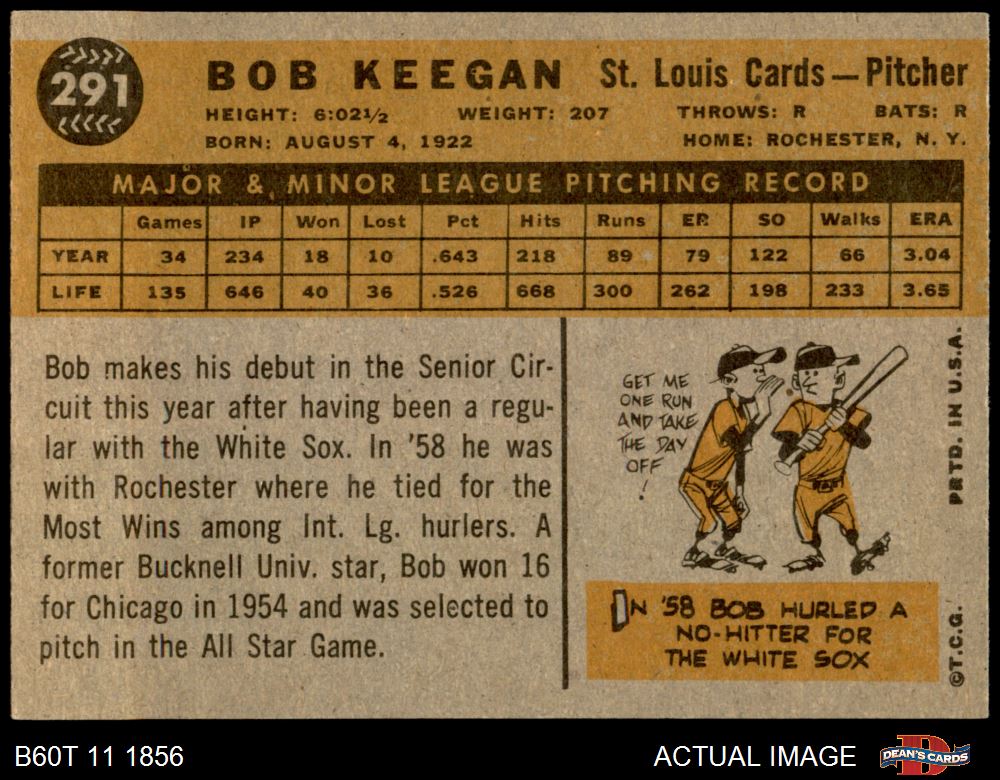 291
BOB KEEGAN St. Louis Cards—Pitcher
HEIGHT: 6:02½ WEIGHT: 207 THROWS: R BATS: R
BORN: AUGUST 4, 1922 HOME: ROCHESTER, N. Y.
MAJOR & MINOR LEAGUE PITCHING RECORD
Games IP Won Lost Pct Hits Runs ER SO Walks ERA
YEAR 34 234 18 10 .643 218 89 79 122 66 3.04
LIFE 135 646 40 36 .526 668 300 262 198 233 3.65
Bob makes his debut in the Senior Cir-
cuit this year after having been a regu-
lar with the White Sox. In '58 he was
with Rochester where he tied for the
Most Wins among Int. Lg. hurlers. A
former Bucknell Univ. star, Bob won 16
for Chicago in 1954 and was selected to
pitch in the All Star Game.
GET ME
ONE RUN
AND TAKE
THE DAY
OFF
!
IN '58 BOB HURLED A
NO-HITTER FOR
THE WHITE SOX
©T.C.G. PRTD. IN U.S.A.
B60T 11 1856 ACTUAL IMAGE DEAN'S CARDS